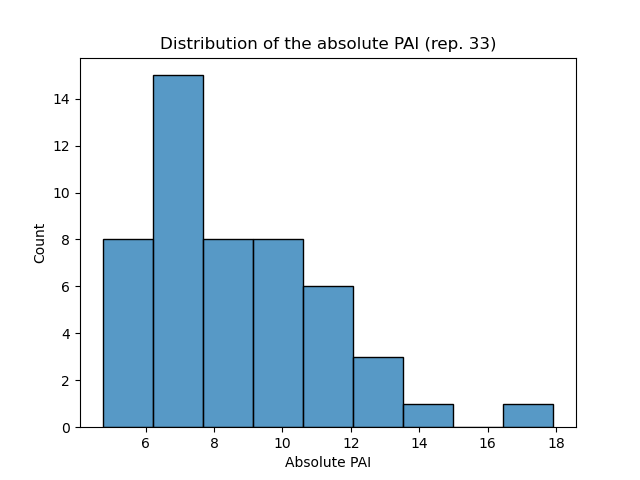 Distribution of the absolute PAI (rep. 33)
14
12
10
8
6
4
2
0
Count
6 8 10 12 14 16 18
Absolute PAI